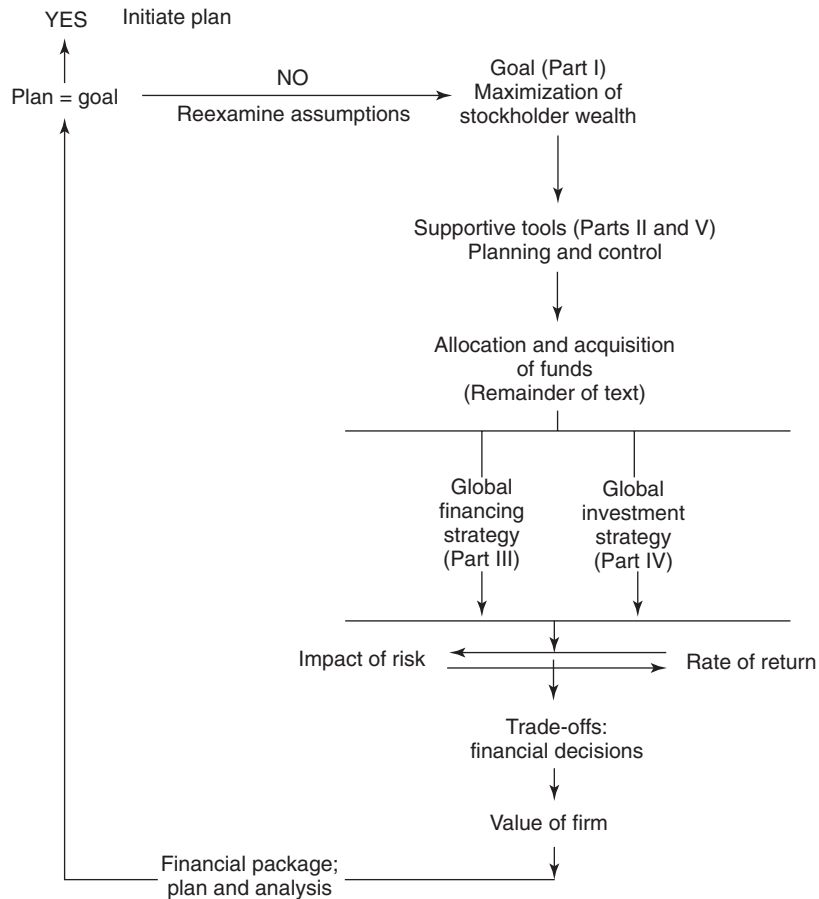 YES Initiate plan
Plan = goal
NO
Reexamine assumptions
Goal (Part I)
Maximization of
stockholder wealth
Supportive tools (Parts II and V)
Planning and control
Allocation and acquisition
of funds
(Remainder of text)
Global
financing
strategy
(Part III)
Global
investment
strategy
(Part IV)
Impact of risk
Rate of return
Trade-offs:
financial decisions
Value of firm
Financial package;
plan and analysis